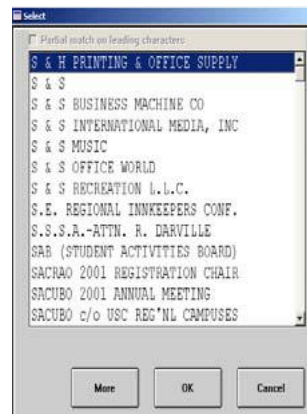 Select
Partial match on leading characters
S & H PRINTING & OFFICE SUPPLY
S & S
S & S BUSINESS MACHINE CO
S & S INTERNATIONAL MEDIA, INC
S & S MUSIC
S & S OFFICE WORLD
S & S RECREATION L.L.C.
S.E. REGIONAL INNKEEPERS CONF.
S.S.S.A.-ATTN. R. DARVILLE
SAB (STUDENT ACTIVITIES BOARD)
SACRAO 2001 REGISTRATION CHAIR
SACUBO 2001 ANNUAL MEETING
SACUBO c/o USC REG'NL CAMPUSES
More OK Cancel